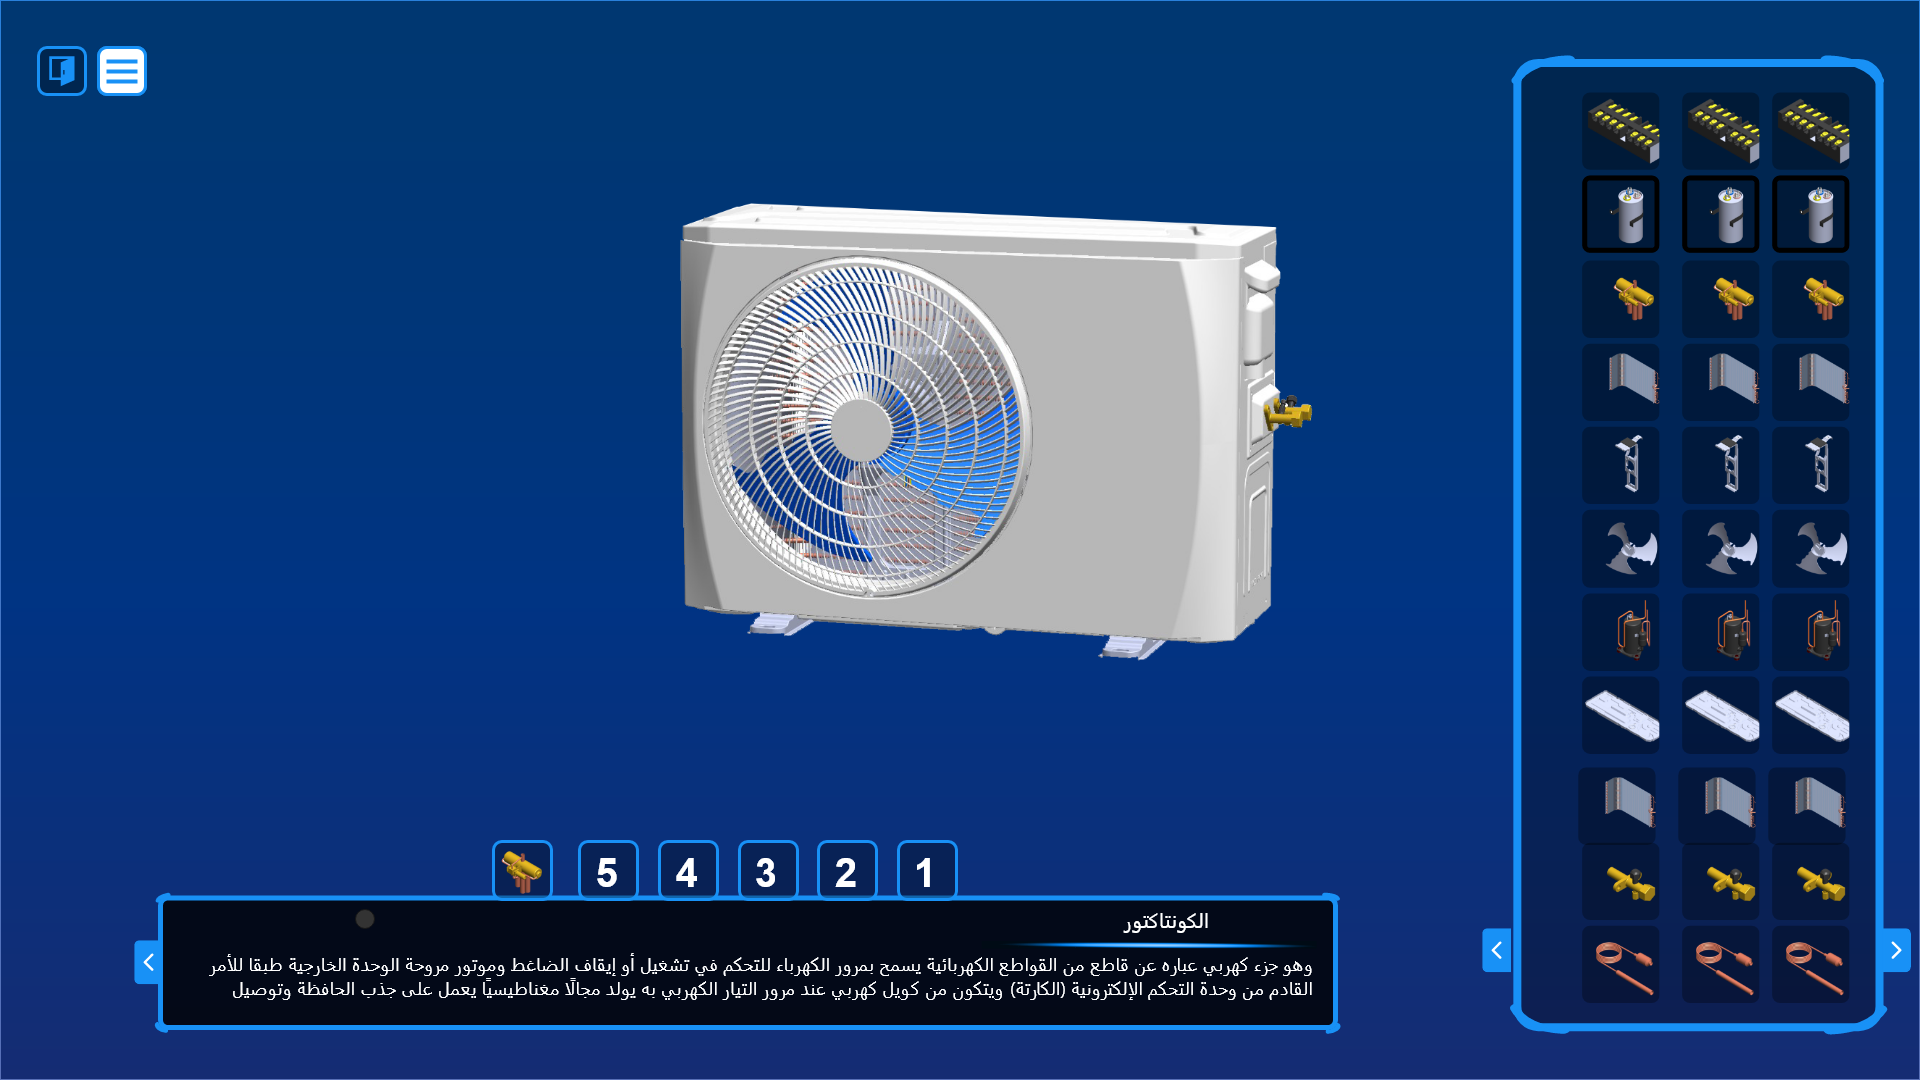 5 4 3 2 1
الكونتاكتور
وهو جزء كهربي عباره عن قاطع من القواطع الكهربائية يسمح بمرور الكهرباء للتحكم في تشغيل أو إيقاف الضاغط وموتور مروحة الوحدة الخارجية طبقا للأمر
القادم من وحدة التحكم الإلكترونية (الكارتة) ويتكون من كويل كهربي عند مرور التيار الكهربي به يولد مجالًا مغناطيسيًا يعمل على جذب الحافظة وتوصيل